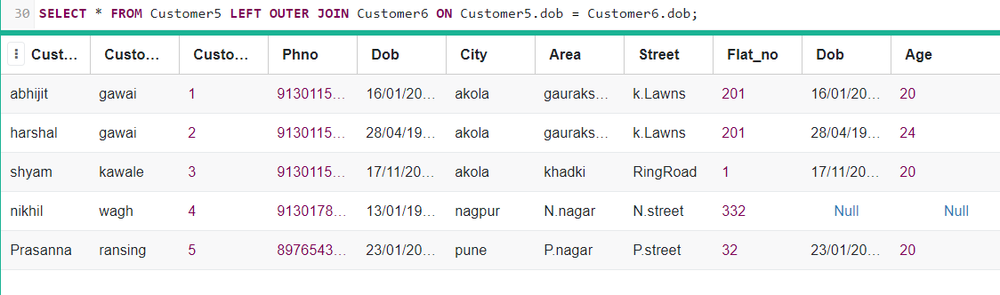 30 SELECT * FROM Customer5 LEFT OUTER JOIN Customer6 ON Customer5.dob = Customer6.dob;
Cust... Custo... Custo... Phno Dob City Area Street Flat_no Dob Age
abhijit gawai 1 9130115... 16/01/20... akola gauraks... k.Lawns 201 16/01/20... 20
harshal gawai 2 9130115... 28/04/19... akola gauraks... k.Lawns 201 28/04/19... 24
shyam kawale 3 9130115... 17/11/20... akola khadki RingRoad 1 17/11/20... 20
nikhil wagh 4 9130178... 13/01/19... nagpur N.nagar N.street 332 Null Null
Prasanna ransing 5 8976543... 23/01/20... pune P.nagar P.street 32 23/01/20... 20